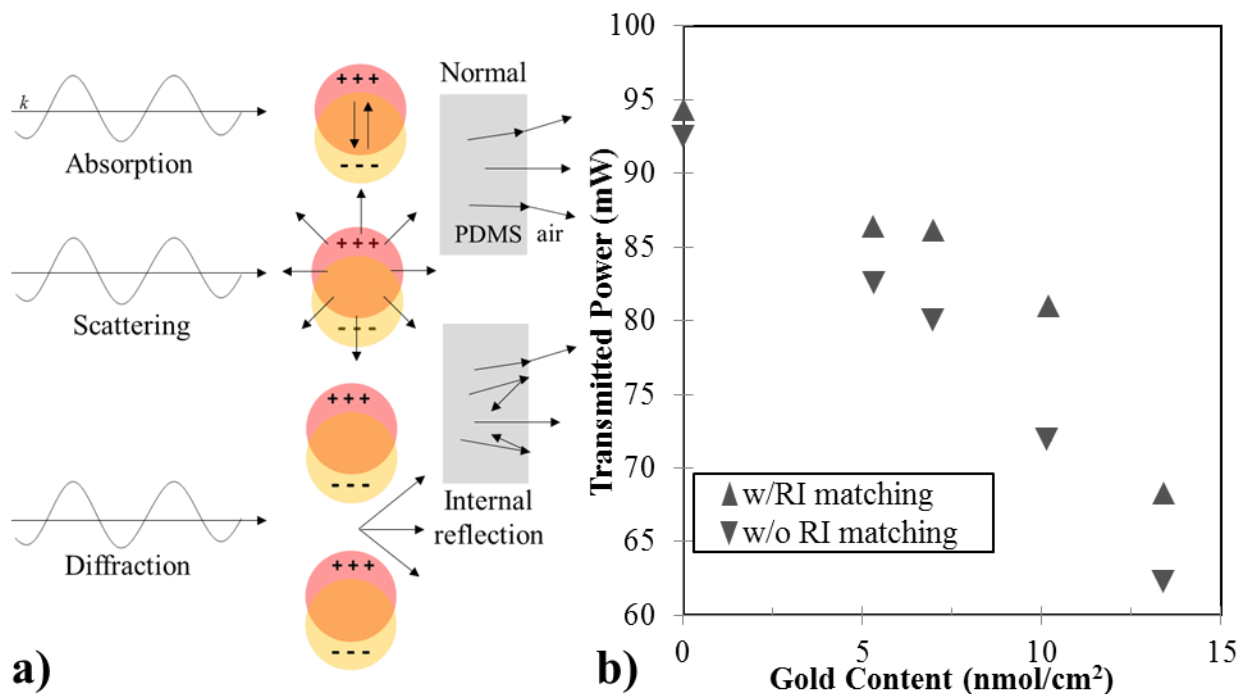 k
Absorption
+ + +
- - -
Normal
PDMS air
Scattering
+ + +
- - -
+ + +
- - -
Internal
reflection
Diffraction
+ + +
- - -
a)
Transmitted Power (mW)
100
95
90
85
80
75
70
65
60
w/RI matching
w/o RI matching
0
5
10
15
Gold Content (nmol/cm²)
b)